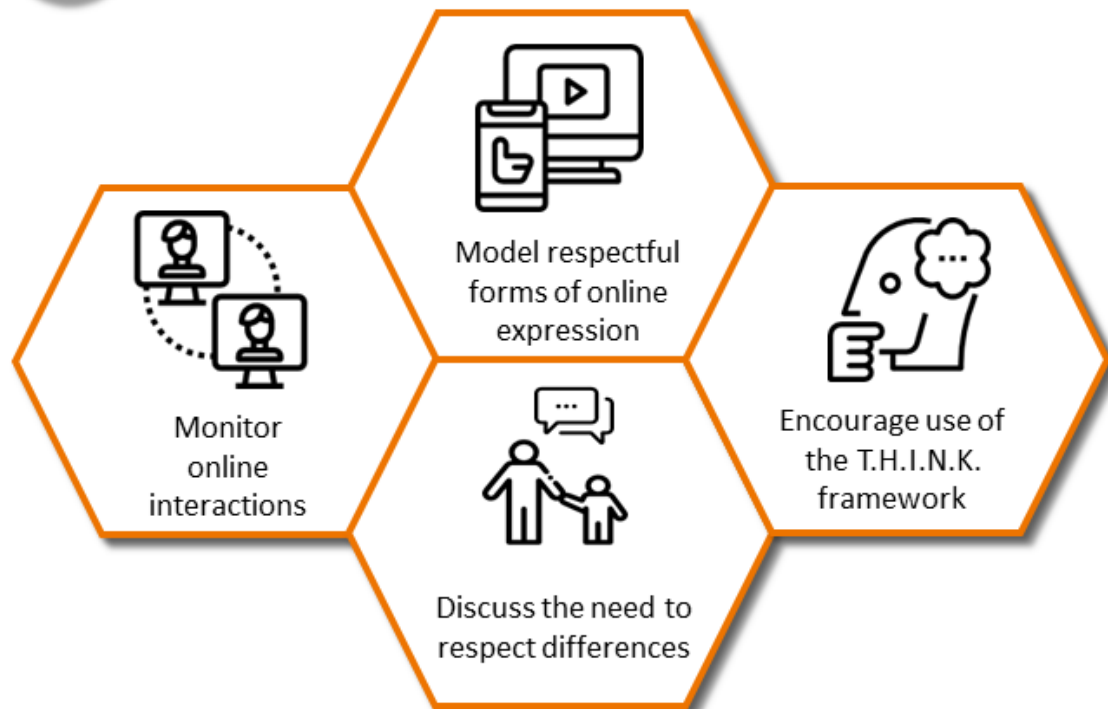 Model respectful
forms of online
expression
Monitor
online
interactions
Encourage use of
the T.H.I.N.K.
framework
Discuss the need to
respect differences